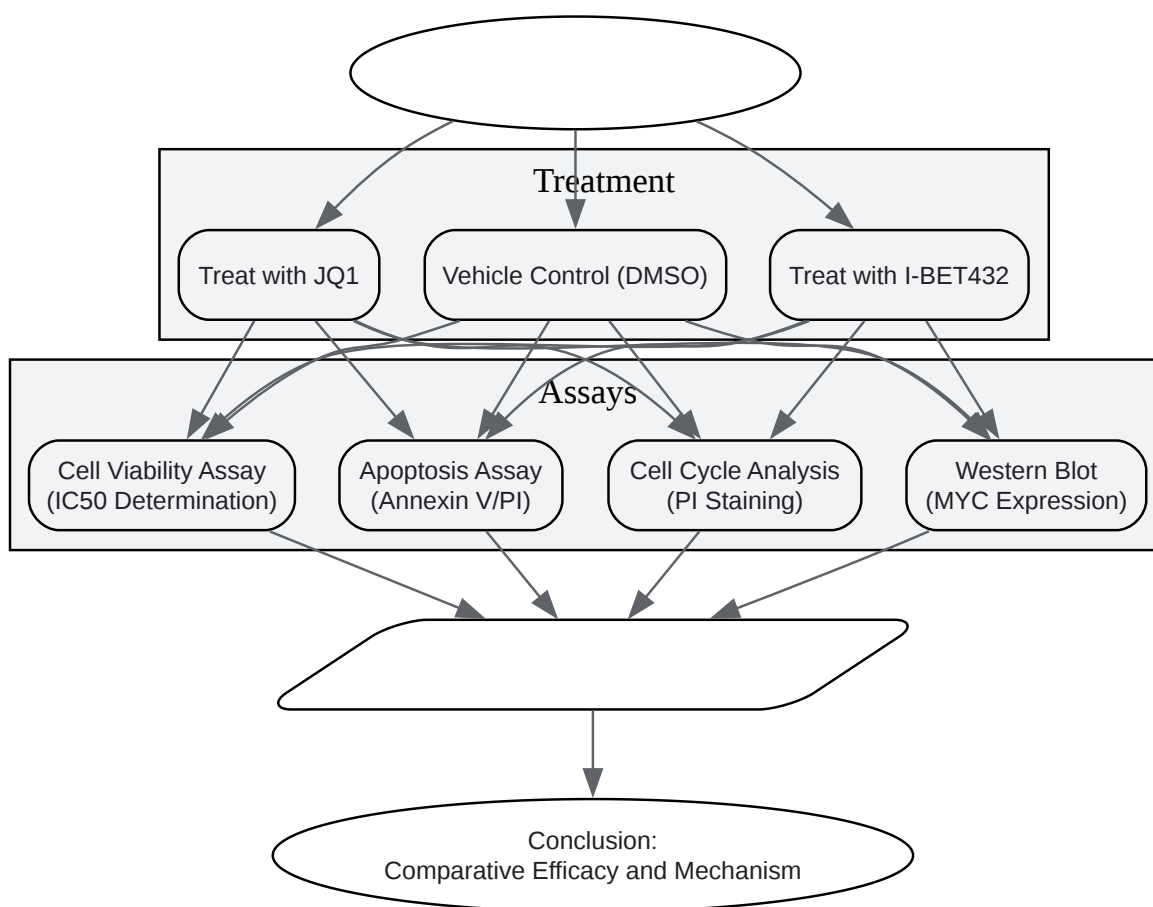 Treatment
Treat with JQ1
Vehicle Control (DMSO)
Treat with I-BET432
Assays
Cell Viability Assay
(IC50 Determination)
Apoptosis Assay
(Annexin V/PI)
Cell Cycle Analysis
(PI Staining)
Western Blot
(MYC Expression)
Conclusion:
Comparative Efficacy and Mechanism